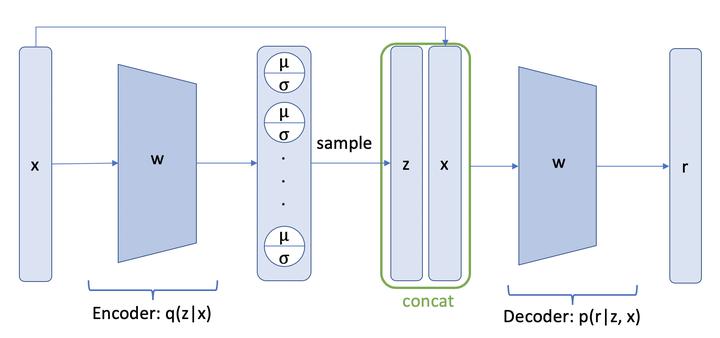 x
w
μ
σ
μ
σ
.
.
.
μ
σ
sample
z
x
concat
w
r
Encoder: q(z|x)
Decoder: p(r|z, x)